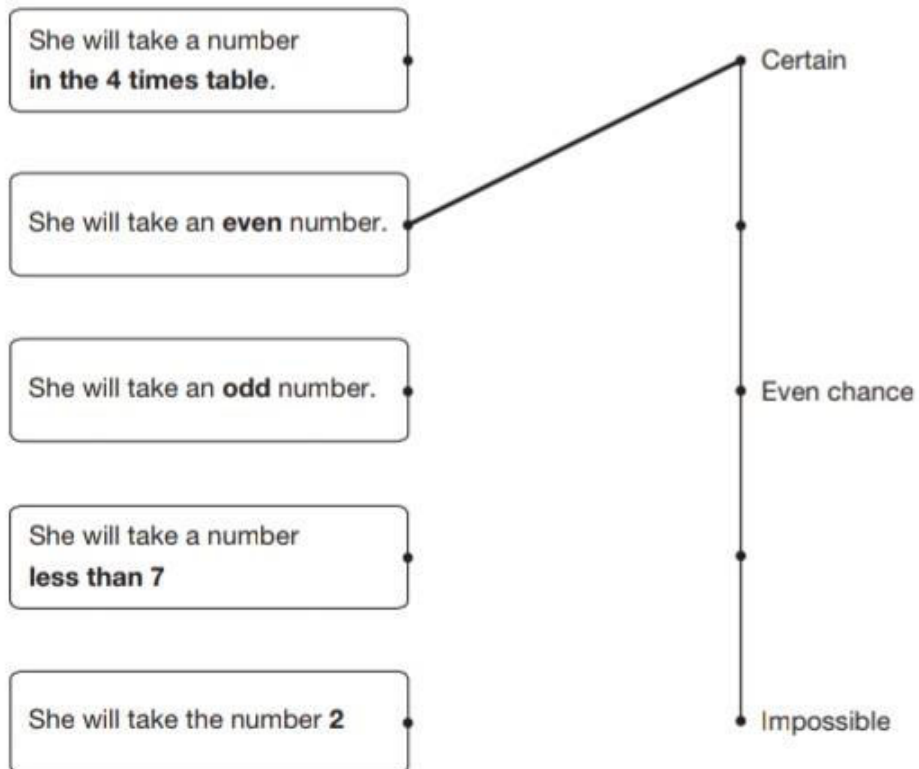 She will take a number
in the 4 times table.
Certain
She will take an even number.
She will take an odd number.
Even chance
She will take a number
less than 7
She will take the number 2
Impossible